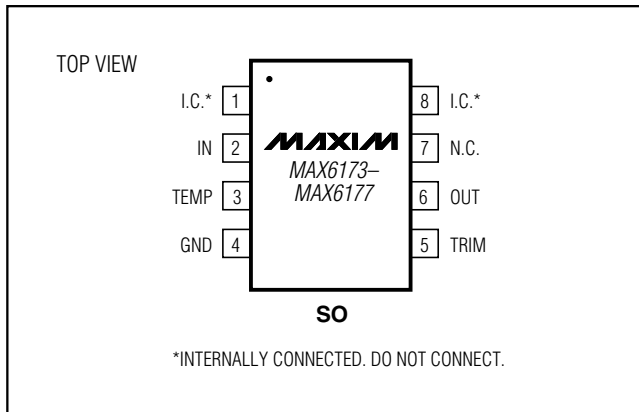 TOP VIEW
I.C.* 1
8 I.C.*
IN 2
MAXIM
7 N.C.
MAX6173–
MAX6177
TEMP 3
6 OUT
GND 4
5 TRIM
SO
*INTERNALLY CONNECTED. DO NOT CONNECT.